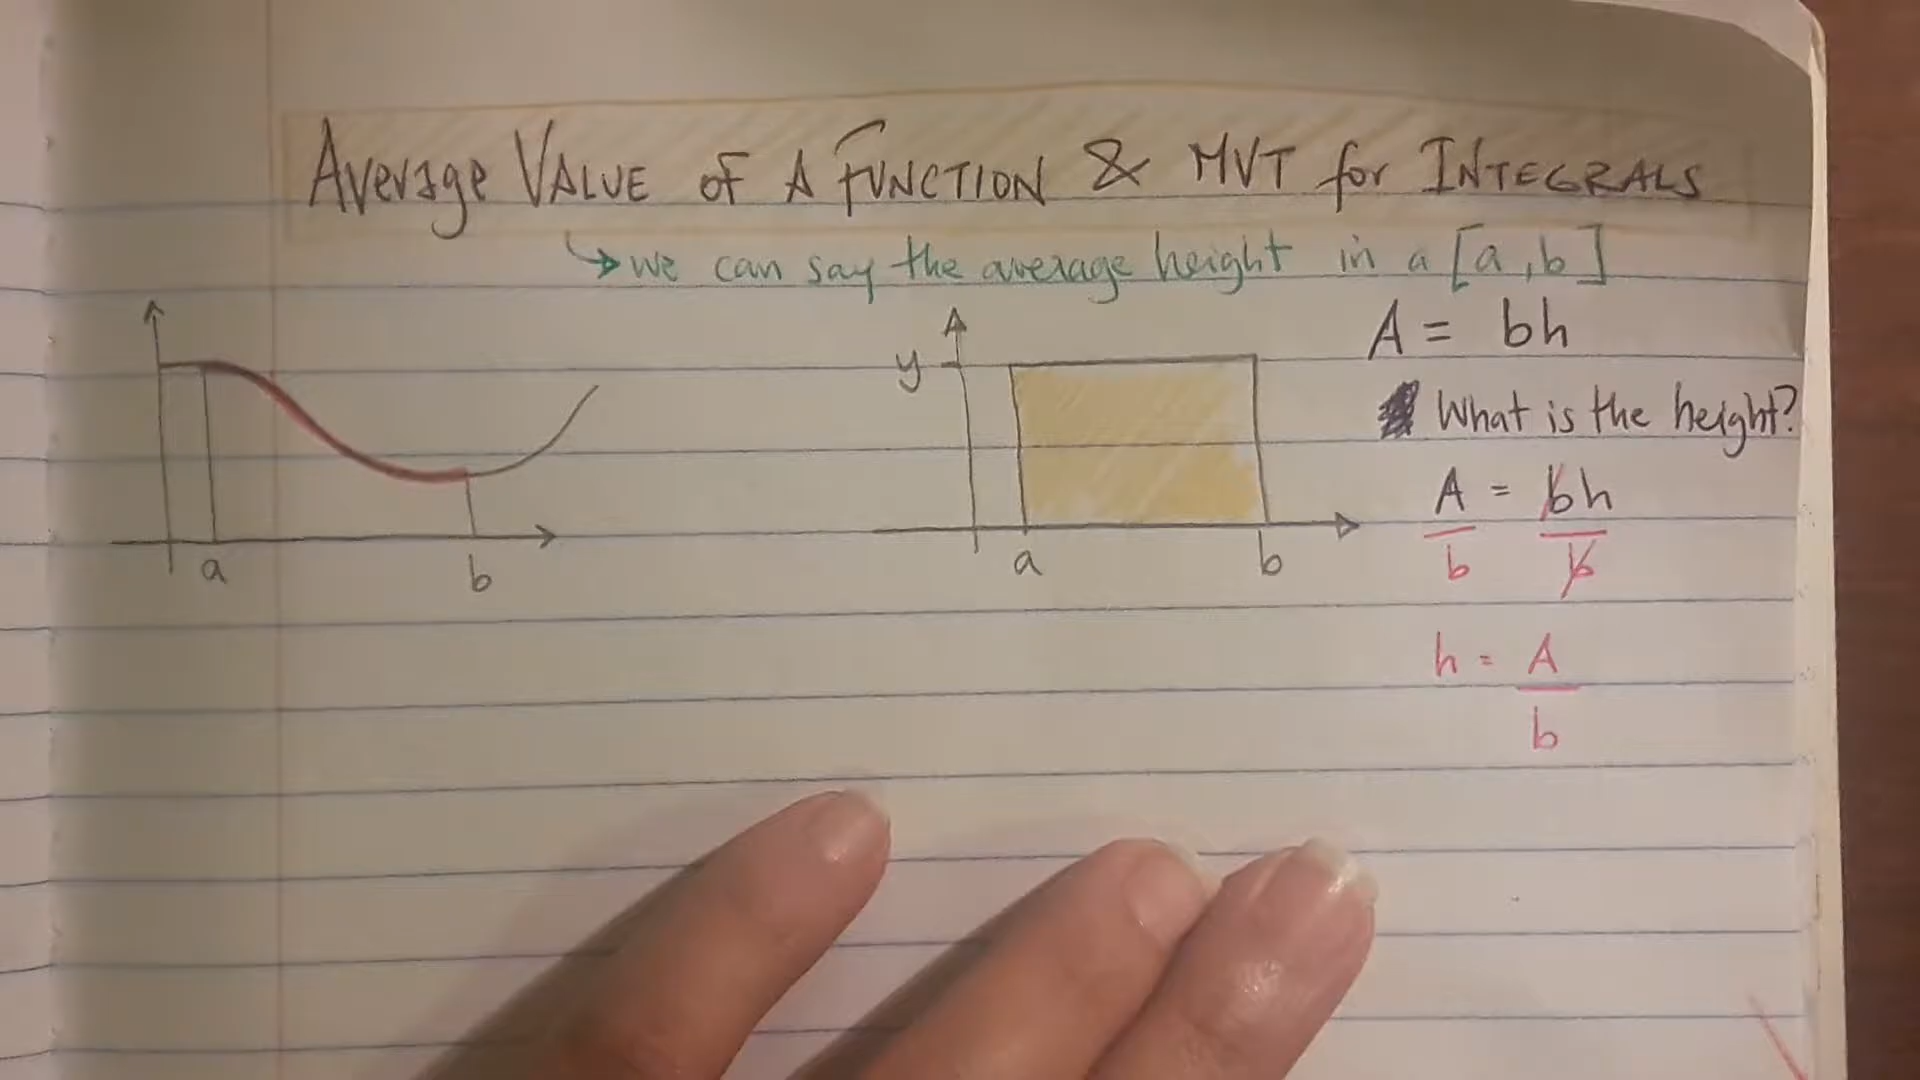 Average VALUE of A FUNCTION & MVT for INTEGRALS
→ we can say the average height in a [a,b]
a
b
y
a
b
A = bh
What is the height?
A = bh
b b
h = A
b